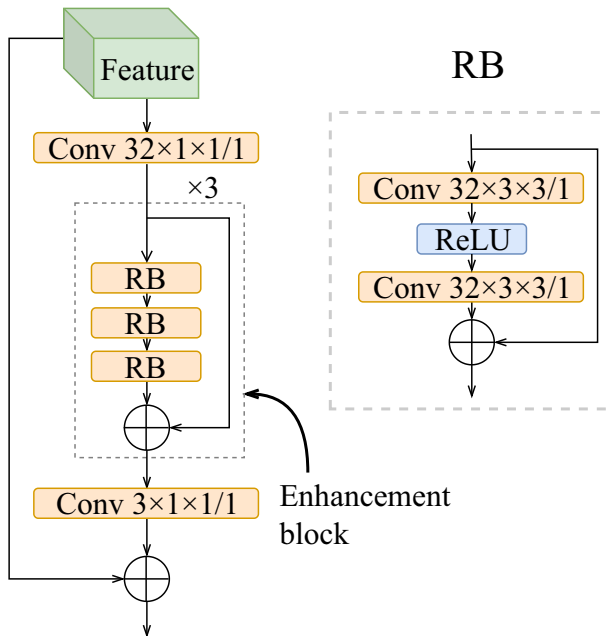 Feature
Conv 32×1×1/1
×3
RB
RB
RB
Conv 3×1×1/1
Enhancement
block
RB
Conv 32×3×3/1
ReLU
Conv 32×3×3/1